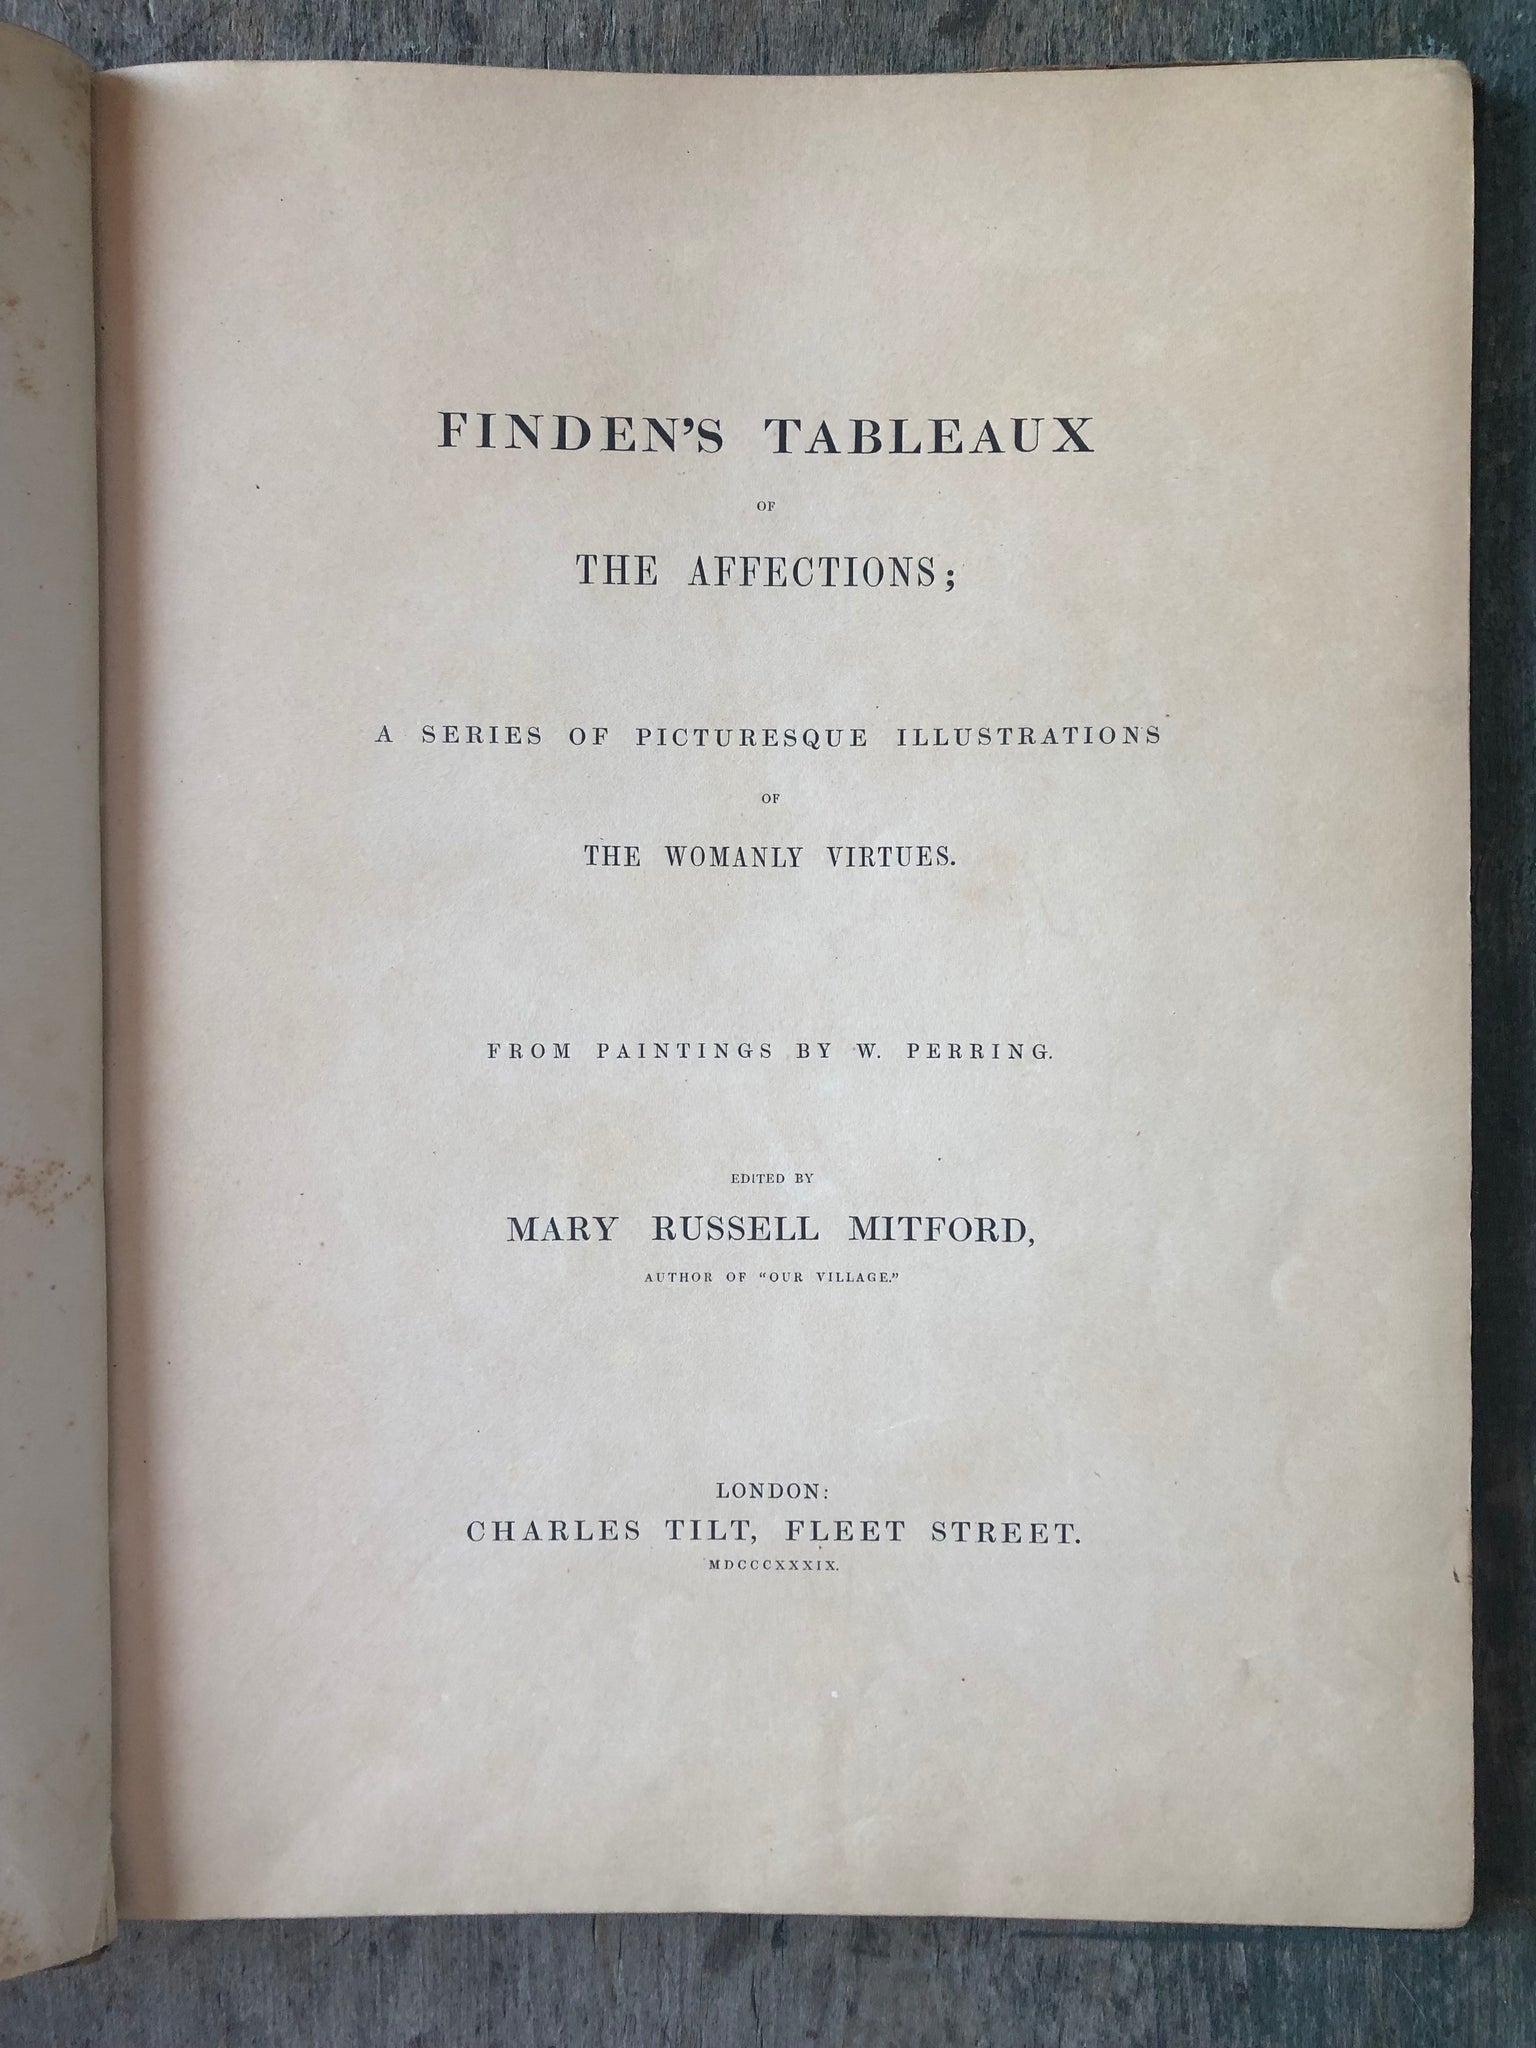 FINDEN'S TABLEAUX
OF
THE AFFECTIONS;
A SERIES OF PICTURESQUE ILLUSTRATIONS
OF
THE WOMANLY VIRTUES.
FROM PAINTINGS BY W. PERRING.
EDITED BY
MARY RUSSELL MITFORD,
AUTHOR OF "OUR VILLAGE."
LONDON:
CHARLES TILT, FLEET STREET.
MDCCCXXXIX.